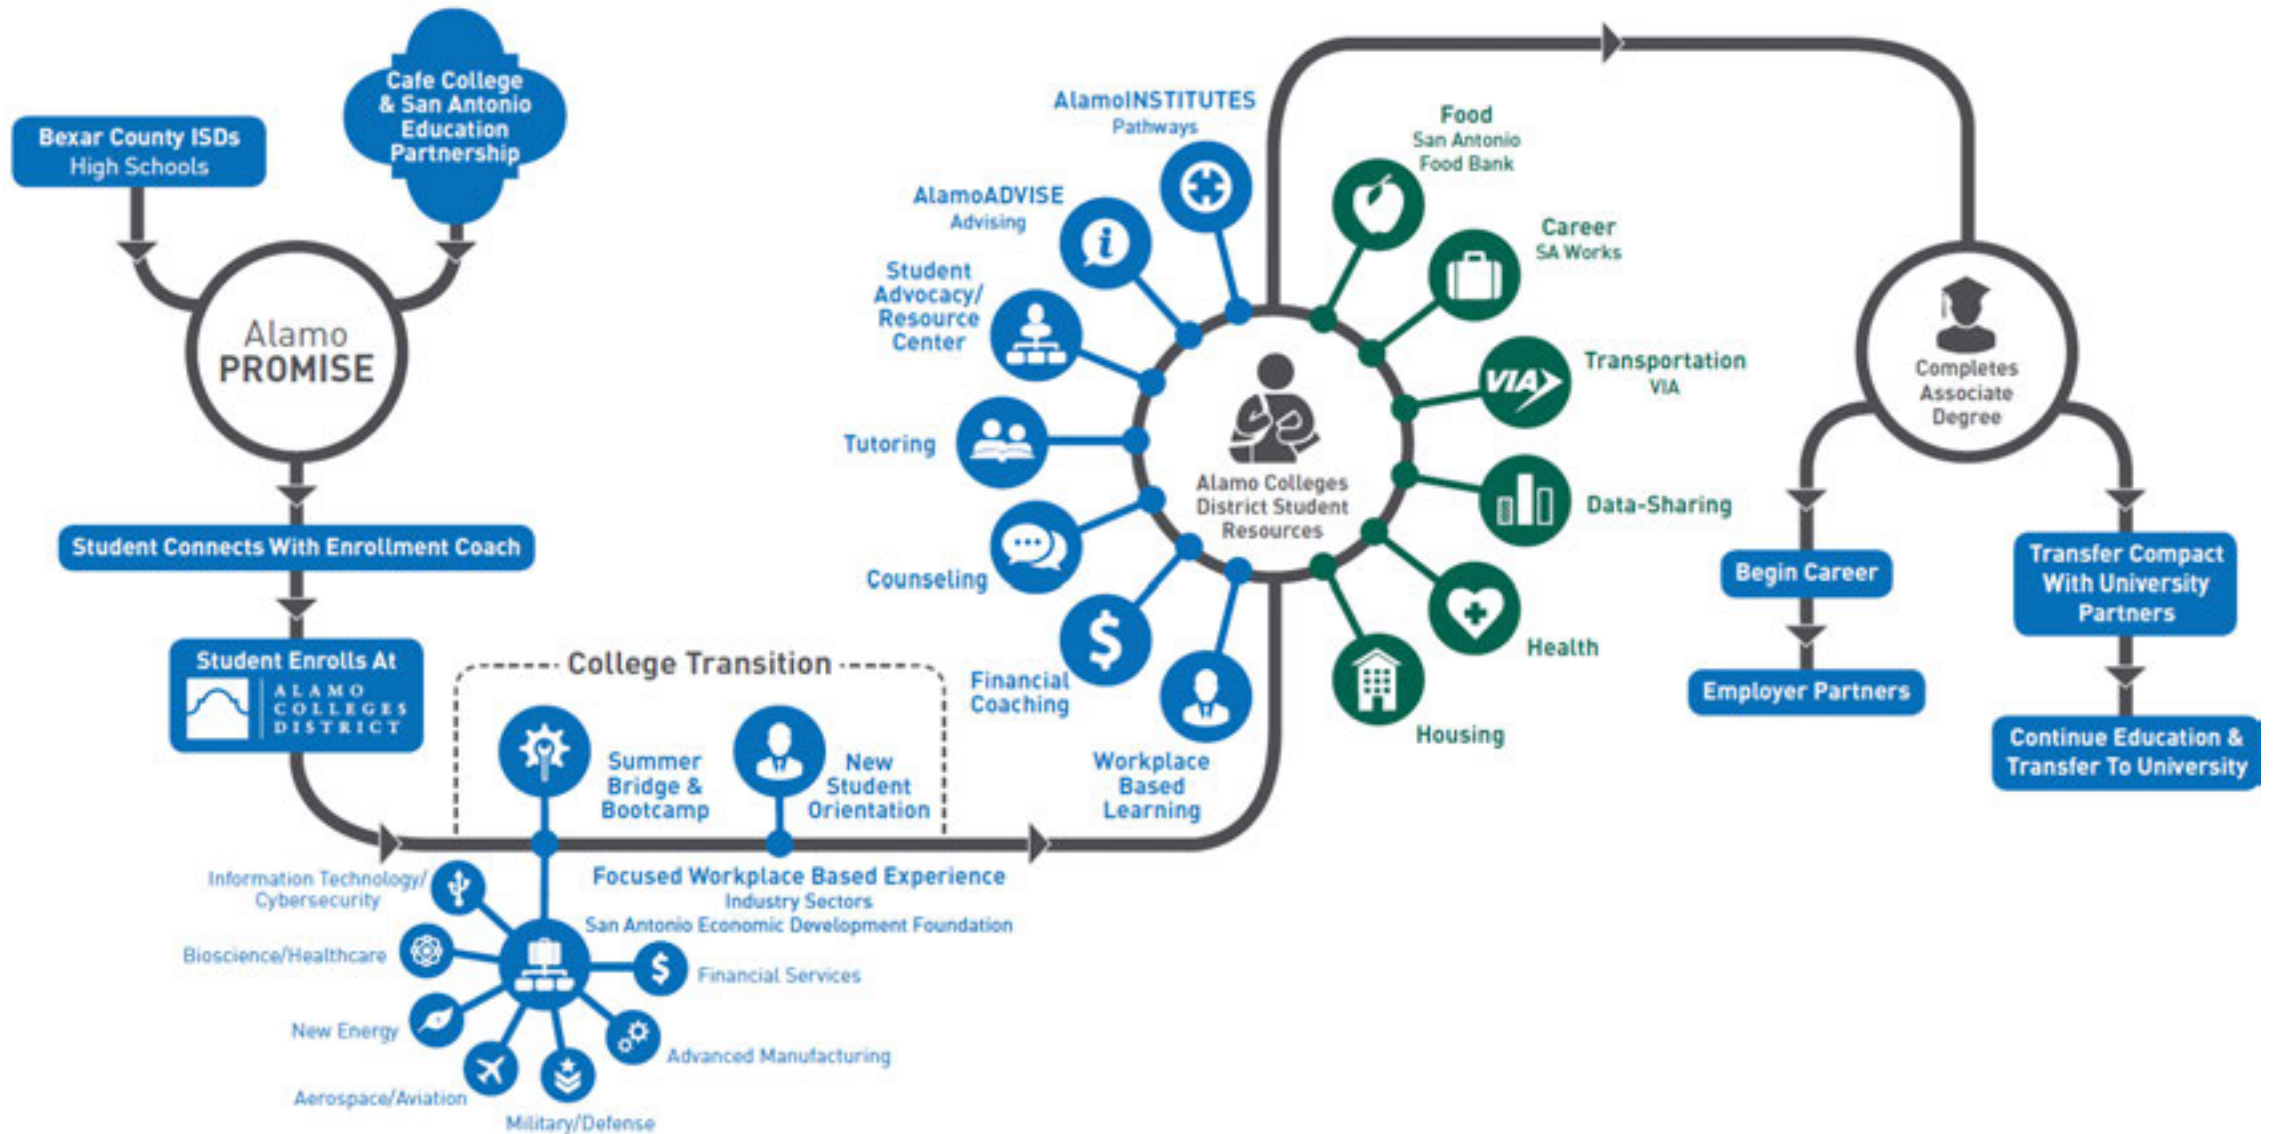 Bexar County ISDs
High Schools
Cafe College
& San Antonio
Education
Partnership
Alamo
PROMISE
Student Connects With Enrollment Coach
Student Enrolls At
ALAMO
COLLEGES
DISTRICT
College Transition
Summer
Bridge &
Bootcamp
New
Student
Orientation
Focused Workplace Based Experience
Industry Sectors
San Antonio Economic Development Foundation
Information Technology/
Cybersecurity
Bioscience/Healthcare
New Energy
Aerospace/Aviation
Military/Defense
Advanced Manufacturing
Financial Services
AlamoINSTITUTES
Pathways
AlamoADVISE
Advising
Student
Advocacy/
Resource
Center
Tutoring
Counseling
Financial
Coaching
Workplace
Based
Learning
Alamo Colleges
District Student
Resources
Food
San Antonio
Food Bank
Career
SA Works
VIA
Transportation
VIA
Data-Sharing
Health
Housing
Completes
Associate
Degree
Begin Career
Employer Partners
Transfer Compact
With University
Partners
Continue Education &
Transfer To University